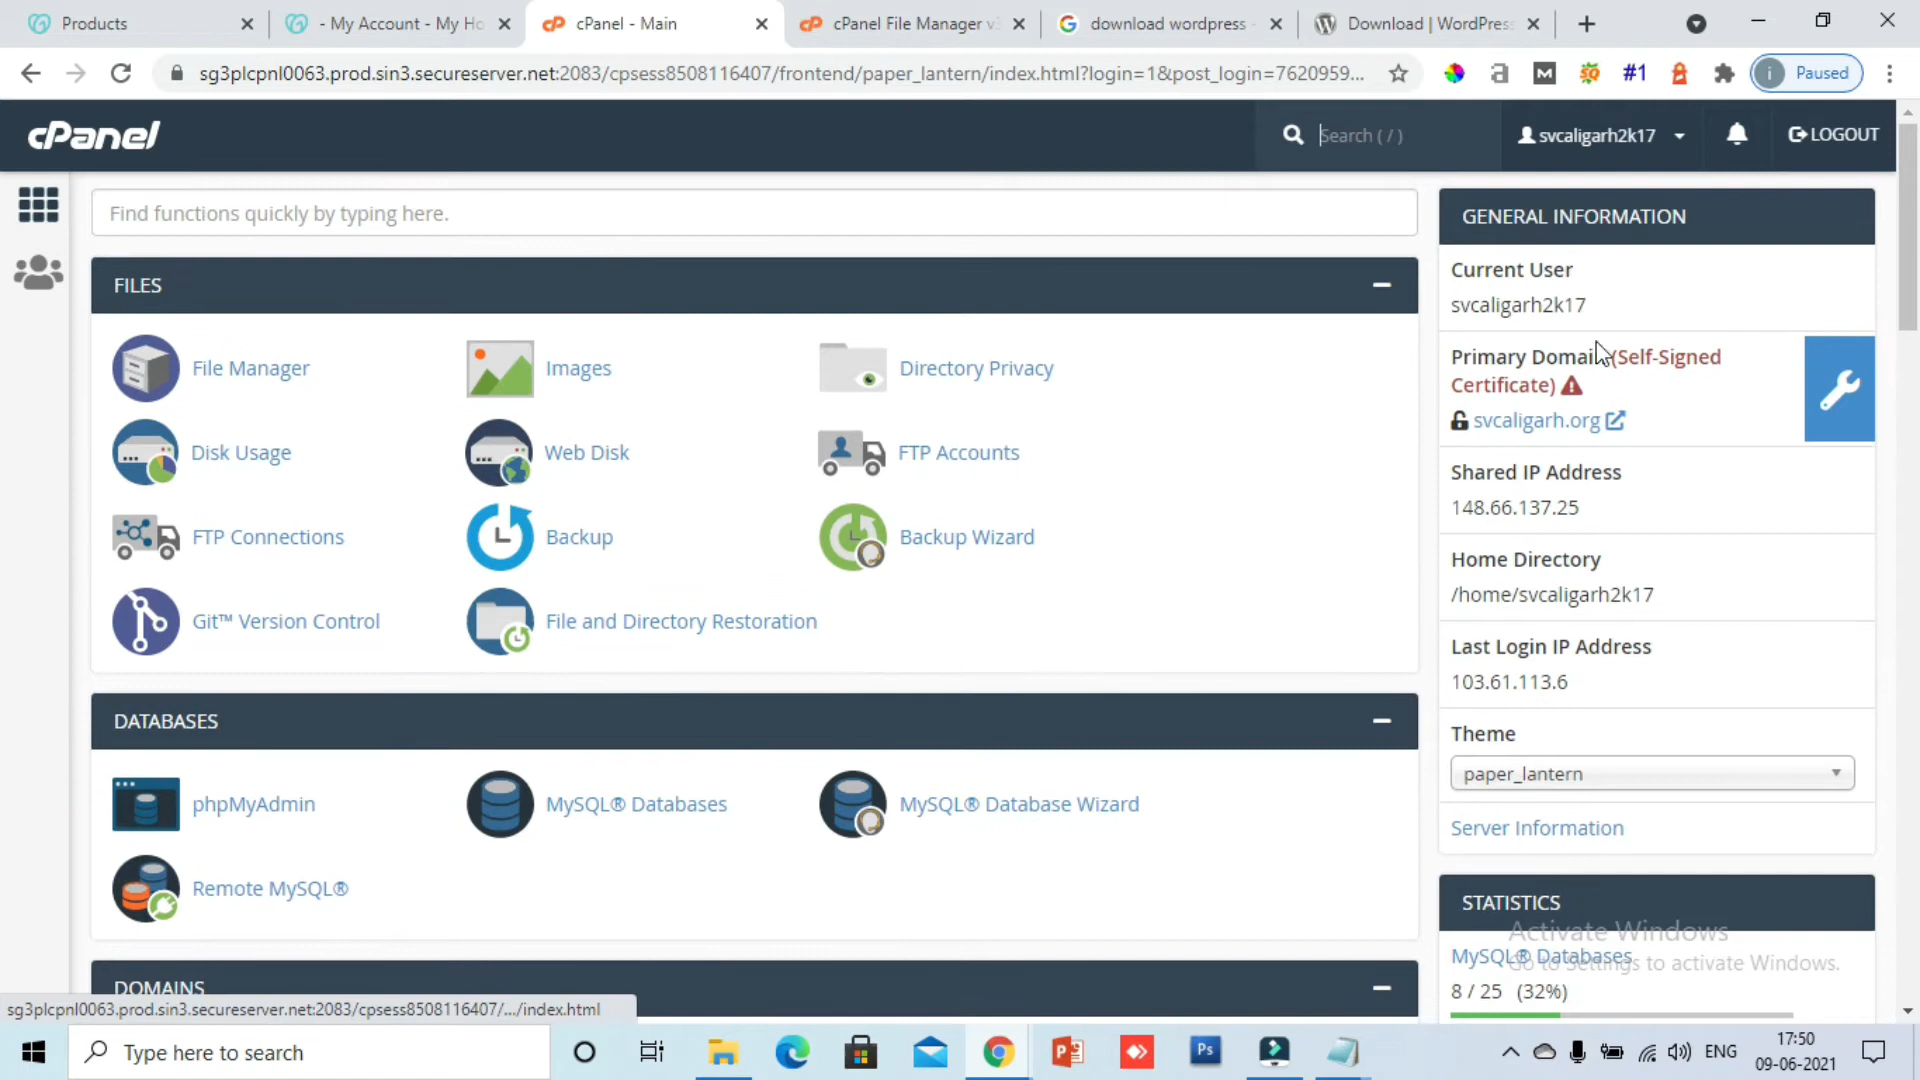 Products
- My Account - My Ho
cPanel - Main
cPanel File Manager v
download wordpress -
Download | WordPress
sg3plcpnl0063.prod.sin3.secureserver.net:2083/cpsess8508116407/frontend/paper_lantern/index.html?login=1&post_login=7620959...
#1
Paused
cPanel
Search ( / )
svcaligarh2k17
LOGOUT
Find functions quickly by typing here.
FILES
File Manager
Images
Directory Privacy
Disk Usage
Web Disk
FTP Accounts
FTP Connections
Backup
Backup Wizard
Git™ Version Control
File and Directory Restoration
DATABASES
phpMyAdmin
MySQL® Databases
MySQL® Database Wizard
Remote MySQL®
DOMAINS
GENERAL INFORMATION
Current User
svcaligarh2k17
Primary Domain (Self-Signed
Certificate)
svcaligarh.org
Shared IP Address
148.66.137.25
Home Directory
/home/svcaligarh2k17
Last Login IP Address
103.61.113.6
Theme
paper_lantern
Server Information
STATISTICS
Activate Windows
MySQL® Databases
Go to Settings to activate Windows.
8 / 25 (32%)
sg3plcpnl0063.prod.sin3.secureserver.net:2083/cpsess8508116407/.../index.html
Type here to search
Ps
ENG
17:50
09-06-2021